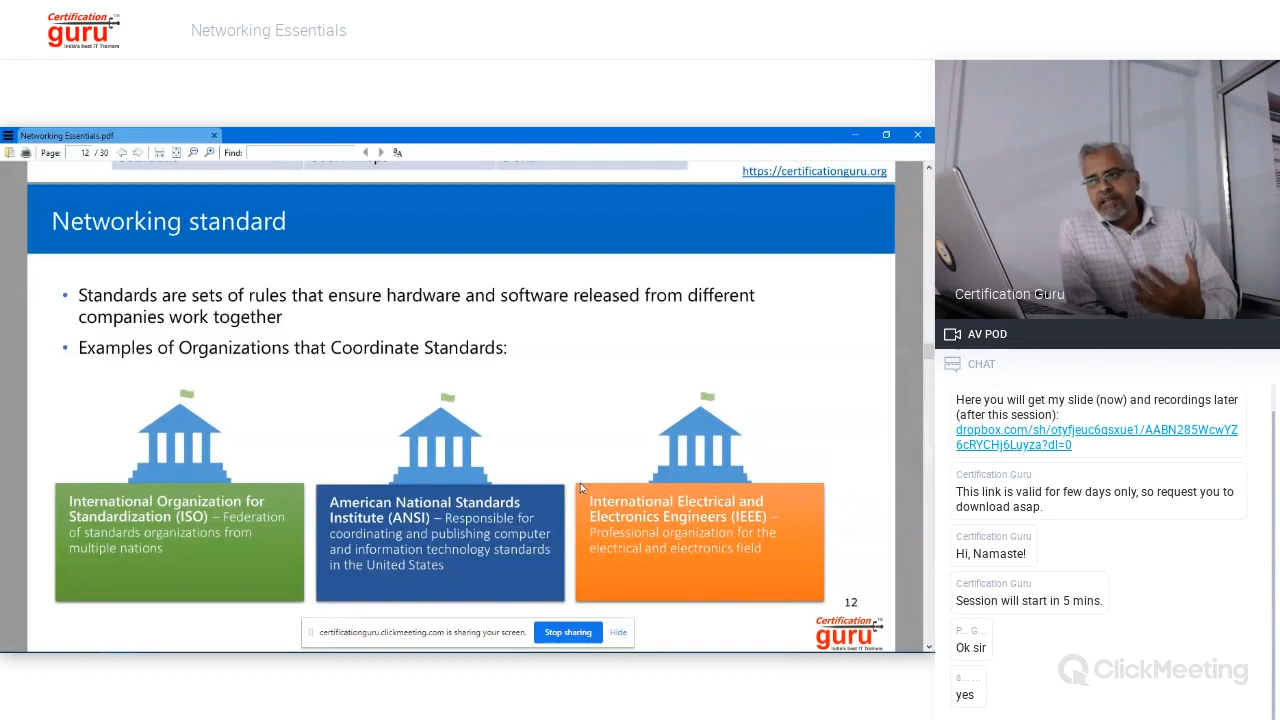 Certification
guru
TM
India's best IT Trainers
Networking Essentials
Networking Essentials.pdf
Page: 12 / 30 Find:
https://certificationguru.org
Networking standard
• Standards are sets of rules that ensure hardware and software released from different
companies work together
• Examples of Organizations that Coordinate Standards:
International Organization for
Standardization (ISO) – Federation
of standards organizations from
multiple nations
American National Standards
Institute (ANSI) – Responsible for
coordinating and publishing computer
and information technology standards
in the United States
International Electrical and
Electronics Engineers (IEEE) –
Professional organization for the
electrical and electronics field
12
certificationguru.clickmeeting.com is sharing your screen.
Stop sharing
Hide
Certification
guru
TM
India's best IT Trainers
Certification Guru
AV POD
CHAT
Here you will get my slide (now) and recordings later
(after this session):
dropbox.com/sh/otyfjeuc6qsxue1/AABN285WcwYZ
6cRYCHj6Luyza?dl=0
Certification Guru
This link is valid for few days only, so request you to
download asap.
Certification Guru
Hi, Namaste!
Certification Guru
Session will start in 5 mins.
P... G...
Ok sir
s... ...
yes
ClickMeeting